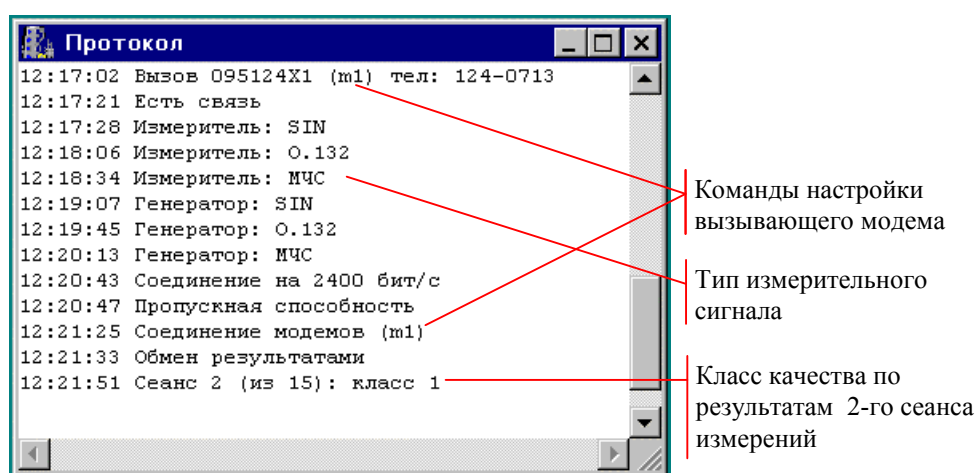 Протокол
12:17:02 Вызов 095124X1 (m1) тел: 124-0713
12:17:21 Есть связь
12:17:28 Измеритель: SIN
12:18:06 Измеритель: O.132
12:18:34 Измеритель: МЧС
12:19:07 Генератор: SIN
12:19:45 Генератор: O.132
12:20:13 Генератор: МЧС
12:20:43 Соединение на 2400 бит/с
12:20:47 Пропускная способность
12:21:25 Соединение модемов (m1)
12:21:33 Обмен результатами
12:21:51 Сеанс 2 (из 15): класс 1
Команды настройки
вызывающего модема
Тип измерительного
сигнала
Класс качества по
результатам 2-го сеанса
измерений